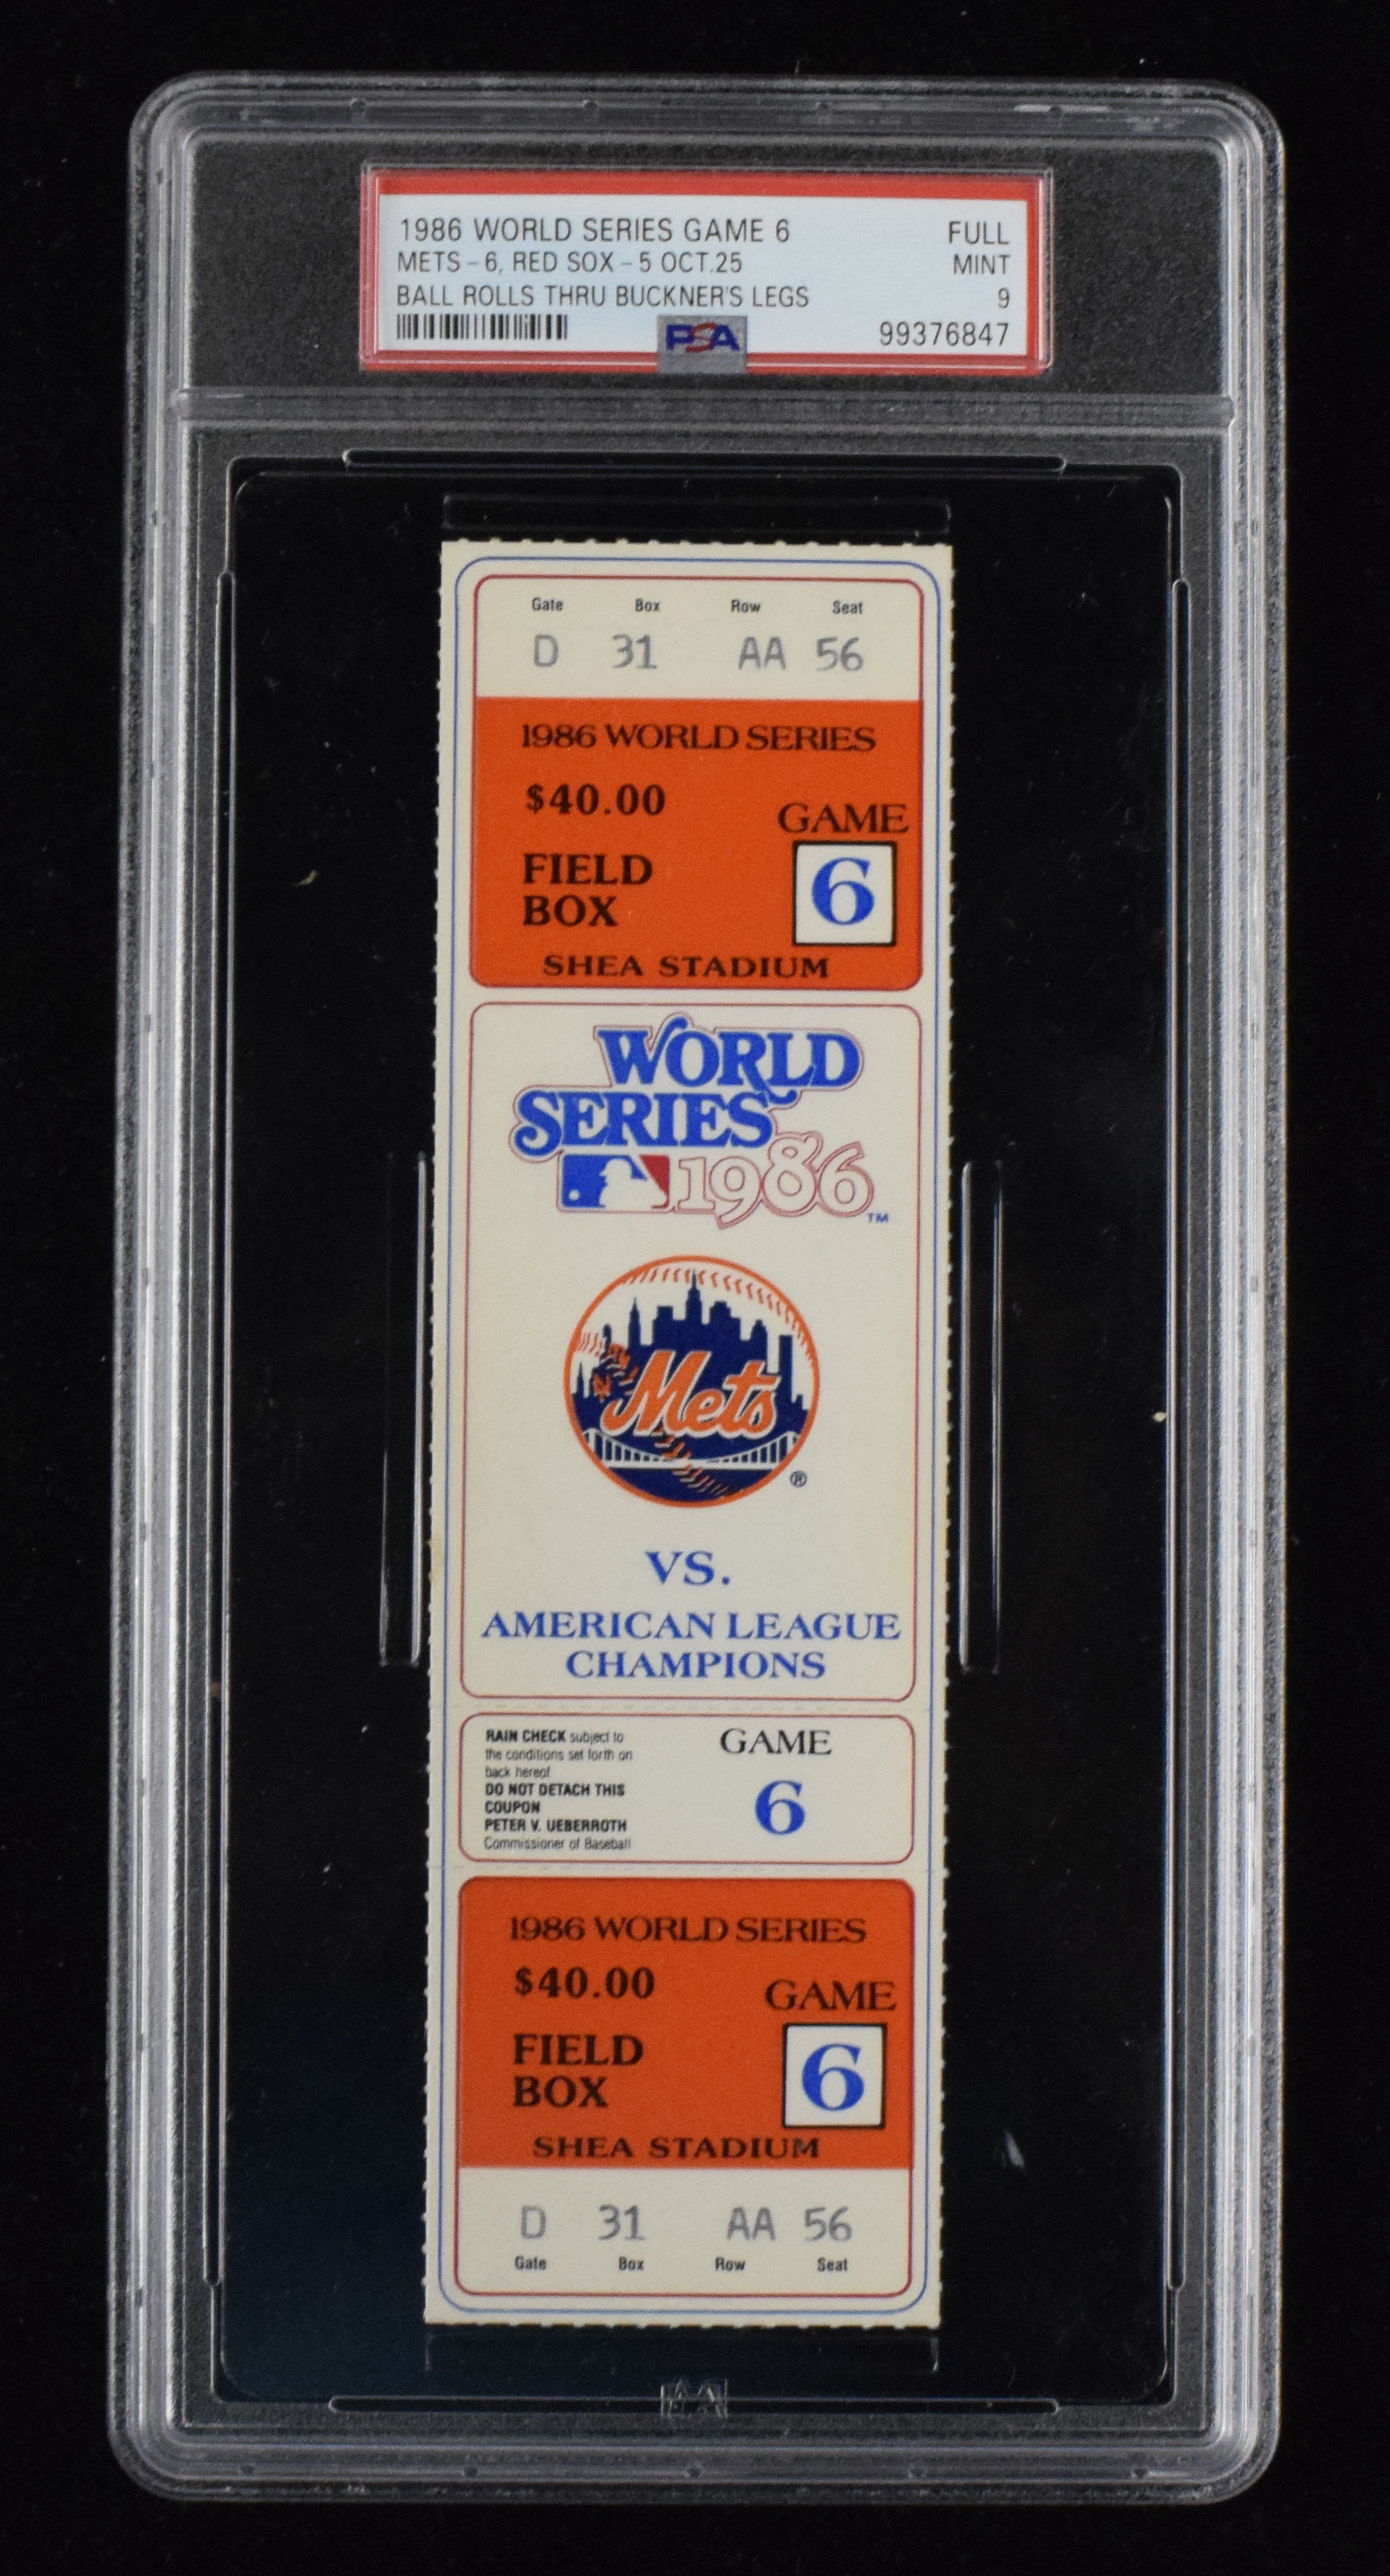 1986 WORLD SERIES GAME 6 FULL
METS - 6, RED SOX - 5 OCT.25 MINT
BALL ROLLS THRU BUCKNER'S LEGS 9
PSA 99376847
Gate Box Row Seat
D 31 AA 56
1986 WORLD SERIES
$40.00
GAME
6
FIELD
BOX
SHEA STADIUM
WORLD
SERIES
1986 ™
Mets
®
VS.
AMERICAN LEAGUE
CHAMPIONS
RAIN CHECK subject to
the conditions set forth on
back hereof
DO NOT DETACH THIS
COUPON
PETER V. UEBERROTH
Commissioner of Baseball
GAME
6
1986 WORLD SERIES
$40.00
GAME
6
FIELD
BOX
SHEA STADIUM
D 31 AA 56
Gate Box Row Seat